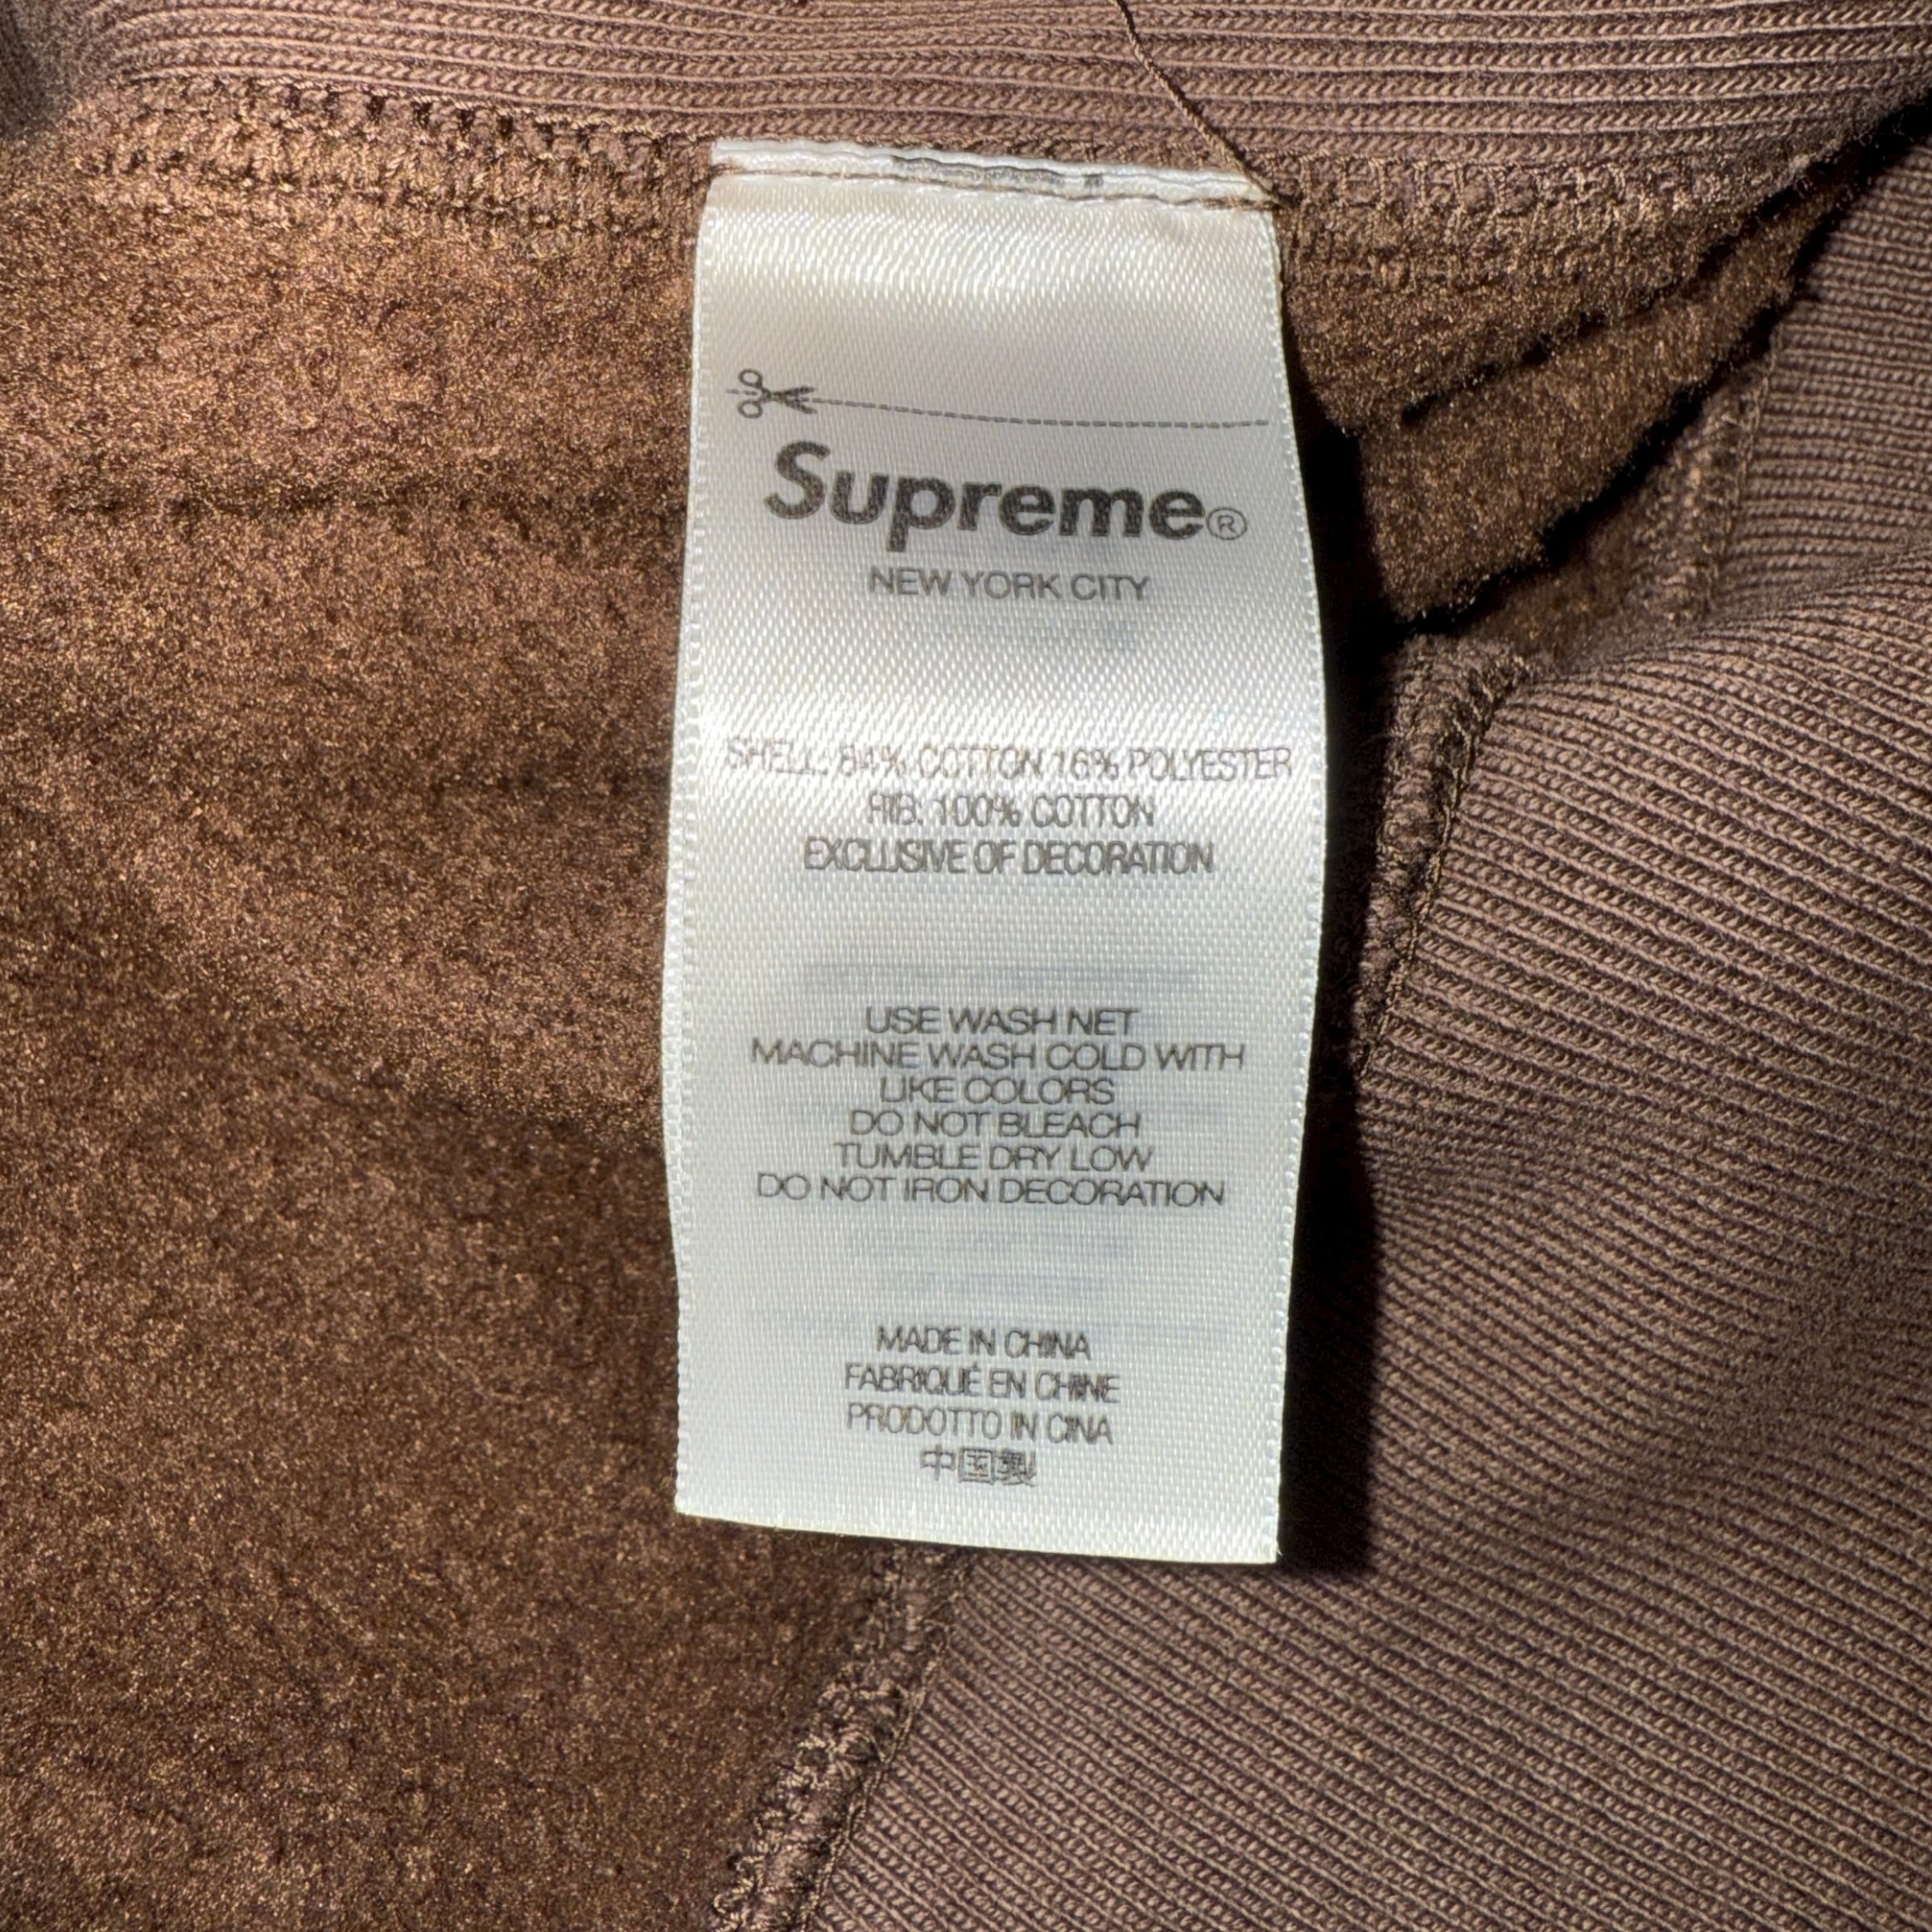 Supreme®
NEW YORK CITY
SHELL: 84% COTTON 16% POLYESTER
RIB: 100% COTTON
EXCLUSIVE OF DECORATION
USE WASH NET
MACHINE WASH COLD WITH
LIKE COLORS
DO NOT BLEACH
TUMBLE DRY LOW
DO NOT IRON DECORATION
MADE IN CHINA
FABRIQUÉ EN CHINE
PRODOTTO IN CINA
中国製